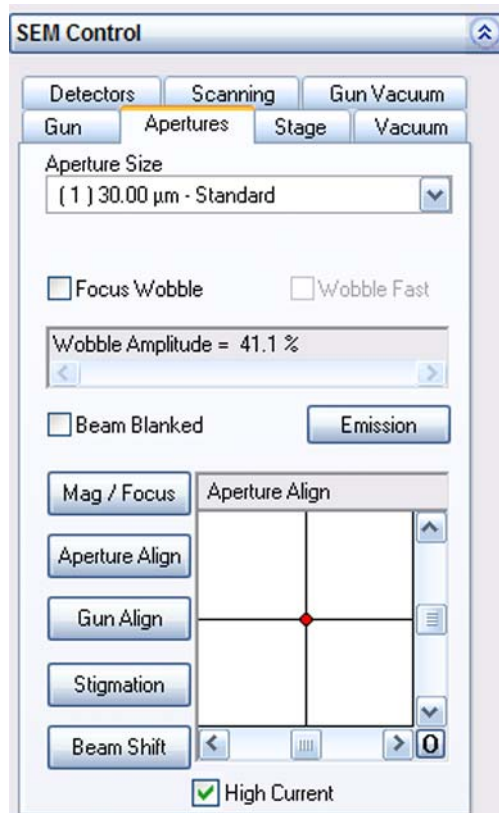 SEM Control
Detectors Scanning Gun Vacuum
Gun Apertures Stage Vacuum
Aperture Size
( 1 ) 30.00 µm - Standard
Focus Wobble Wobble Fast
Wobble Amplitude = 41.1 %
Beam Blanked Emission
Mag / Focus Aperture Align
Aperture Align
Gun Align
Stigmation
Beam Shift 0
High Current